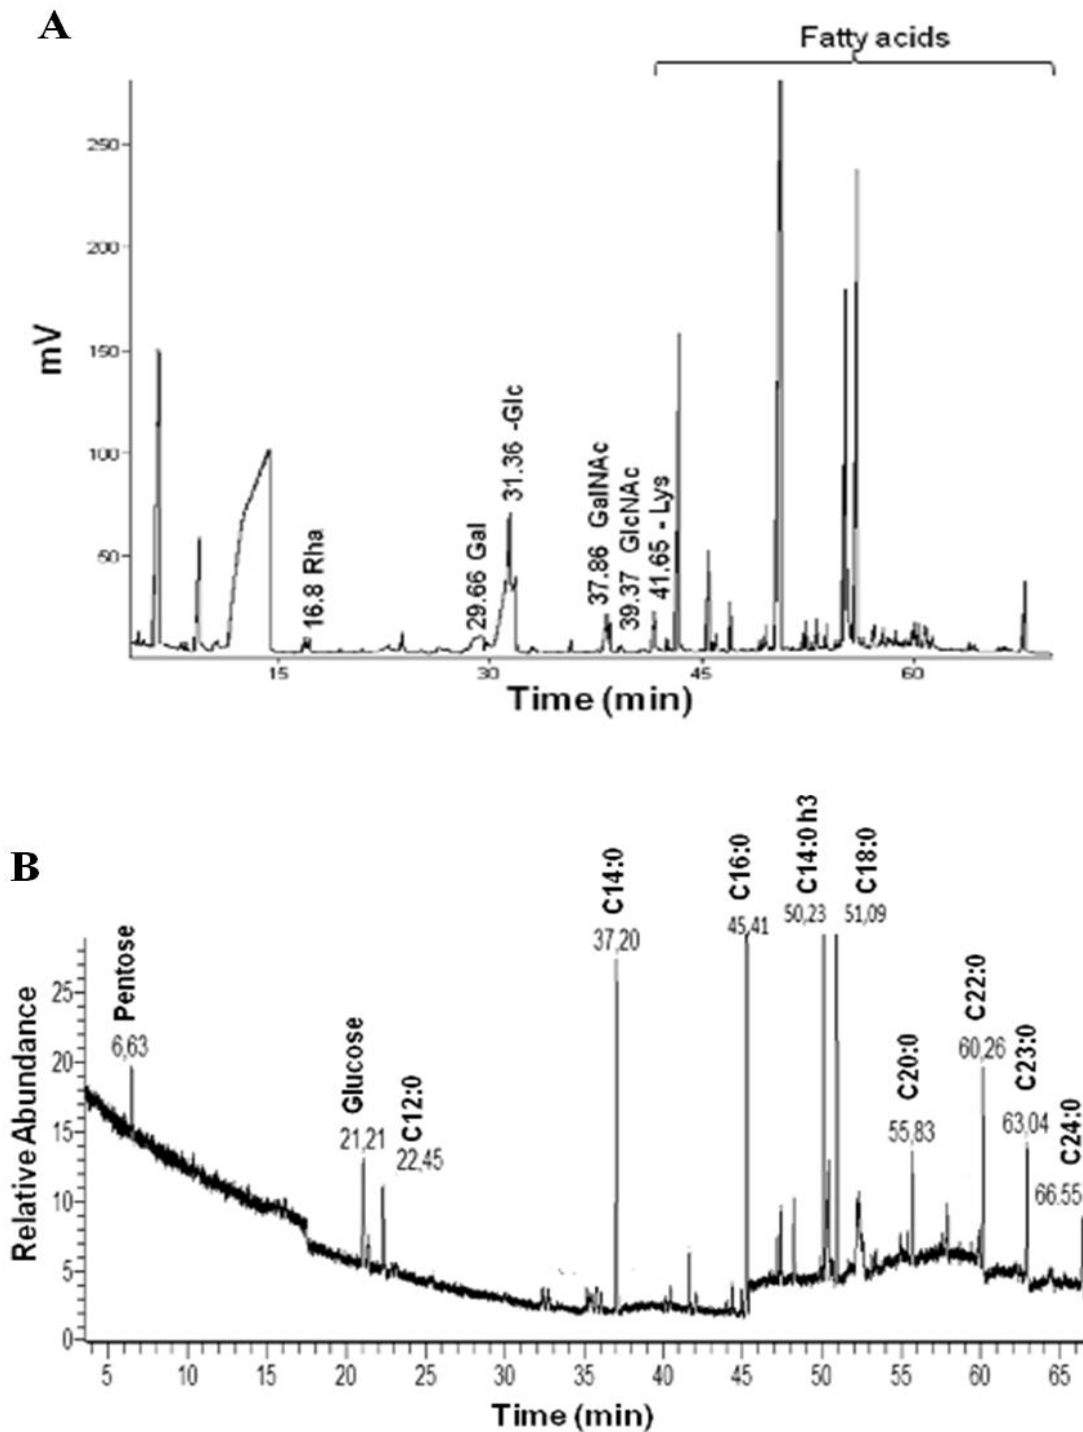 A
Fatty acids
250
200
150
100
50
mV
16.8 Rha
29.66 Gal
31.36 -Glc
37.86 GalNAc
39.37 GlcNAc
41.65 - Lys
15
30
45
60
Time (min)
B
Relative Abundance
25
20
15
10
5
0
Pentose
6,63
Glucose
21,21
C12:0
22,45
C14:0
37,20
C16:0
45,41
C14:0h3
50,23
C18:0
51,09
C20:0
55,83
C22:0
60,26
C23:0
63,04
C24:0
66.55
5
10
15
20
25
30
35
40
45
50
55
60
65
Time (min)